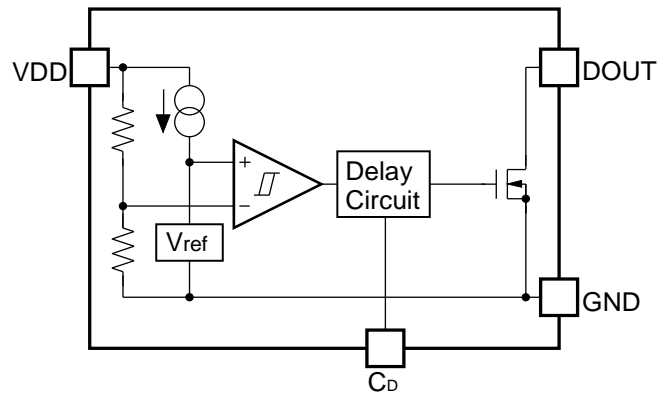 VDD
DOUT
+
−
Delay
Circuit
Vref
GND
CD